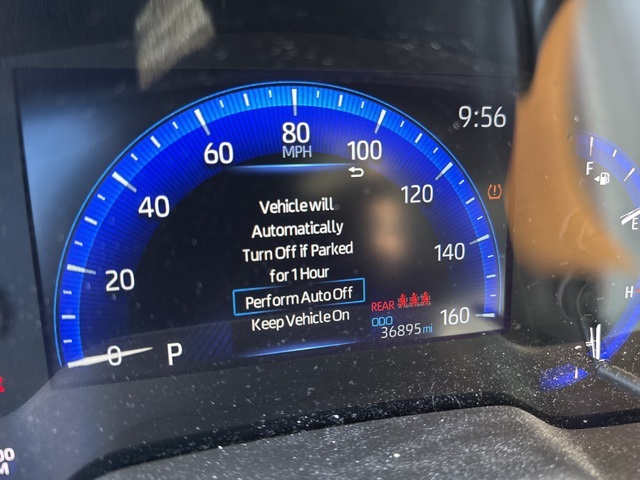 9:56
80
MPH
60
100
40
120
20
140
0
160
Vehicle will
Automatically
Turn Off if Parked
for 1 Hour
Perform Auto Off
Keep Vehicle On
REAR
ODO
36895 mi
P
F
E
H
00